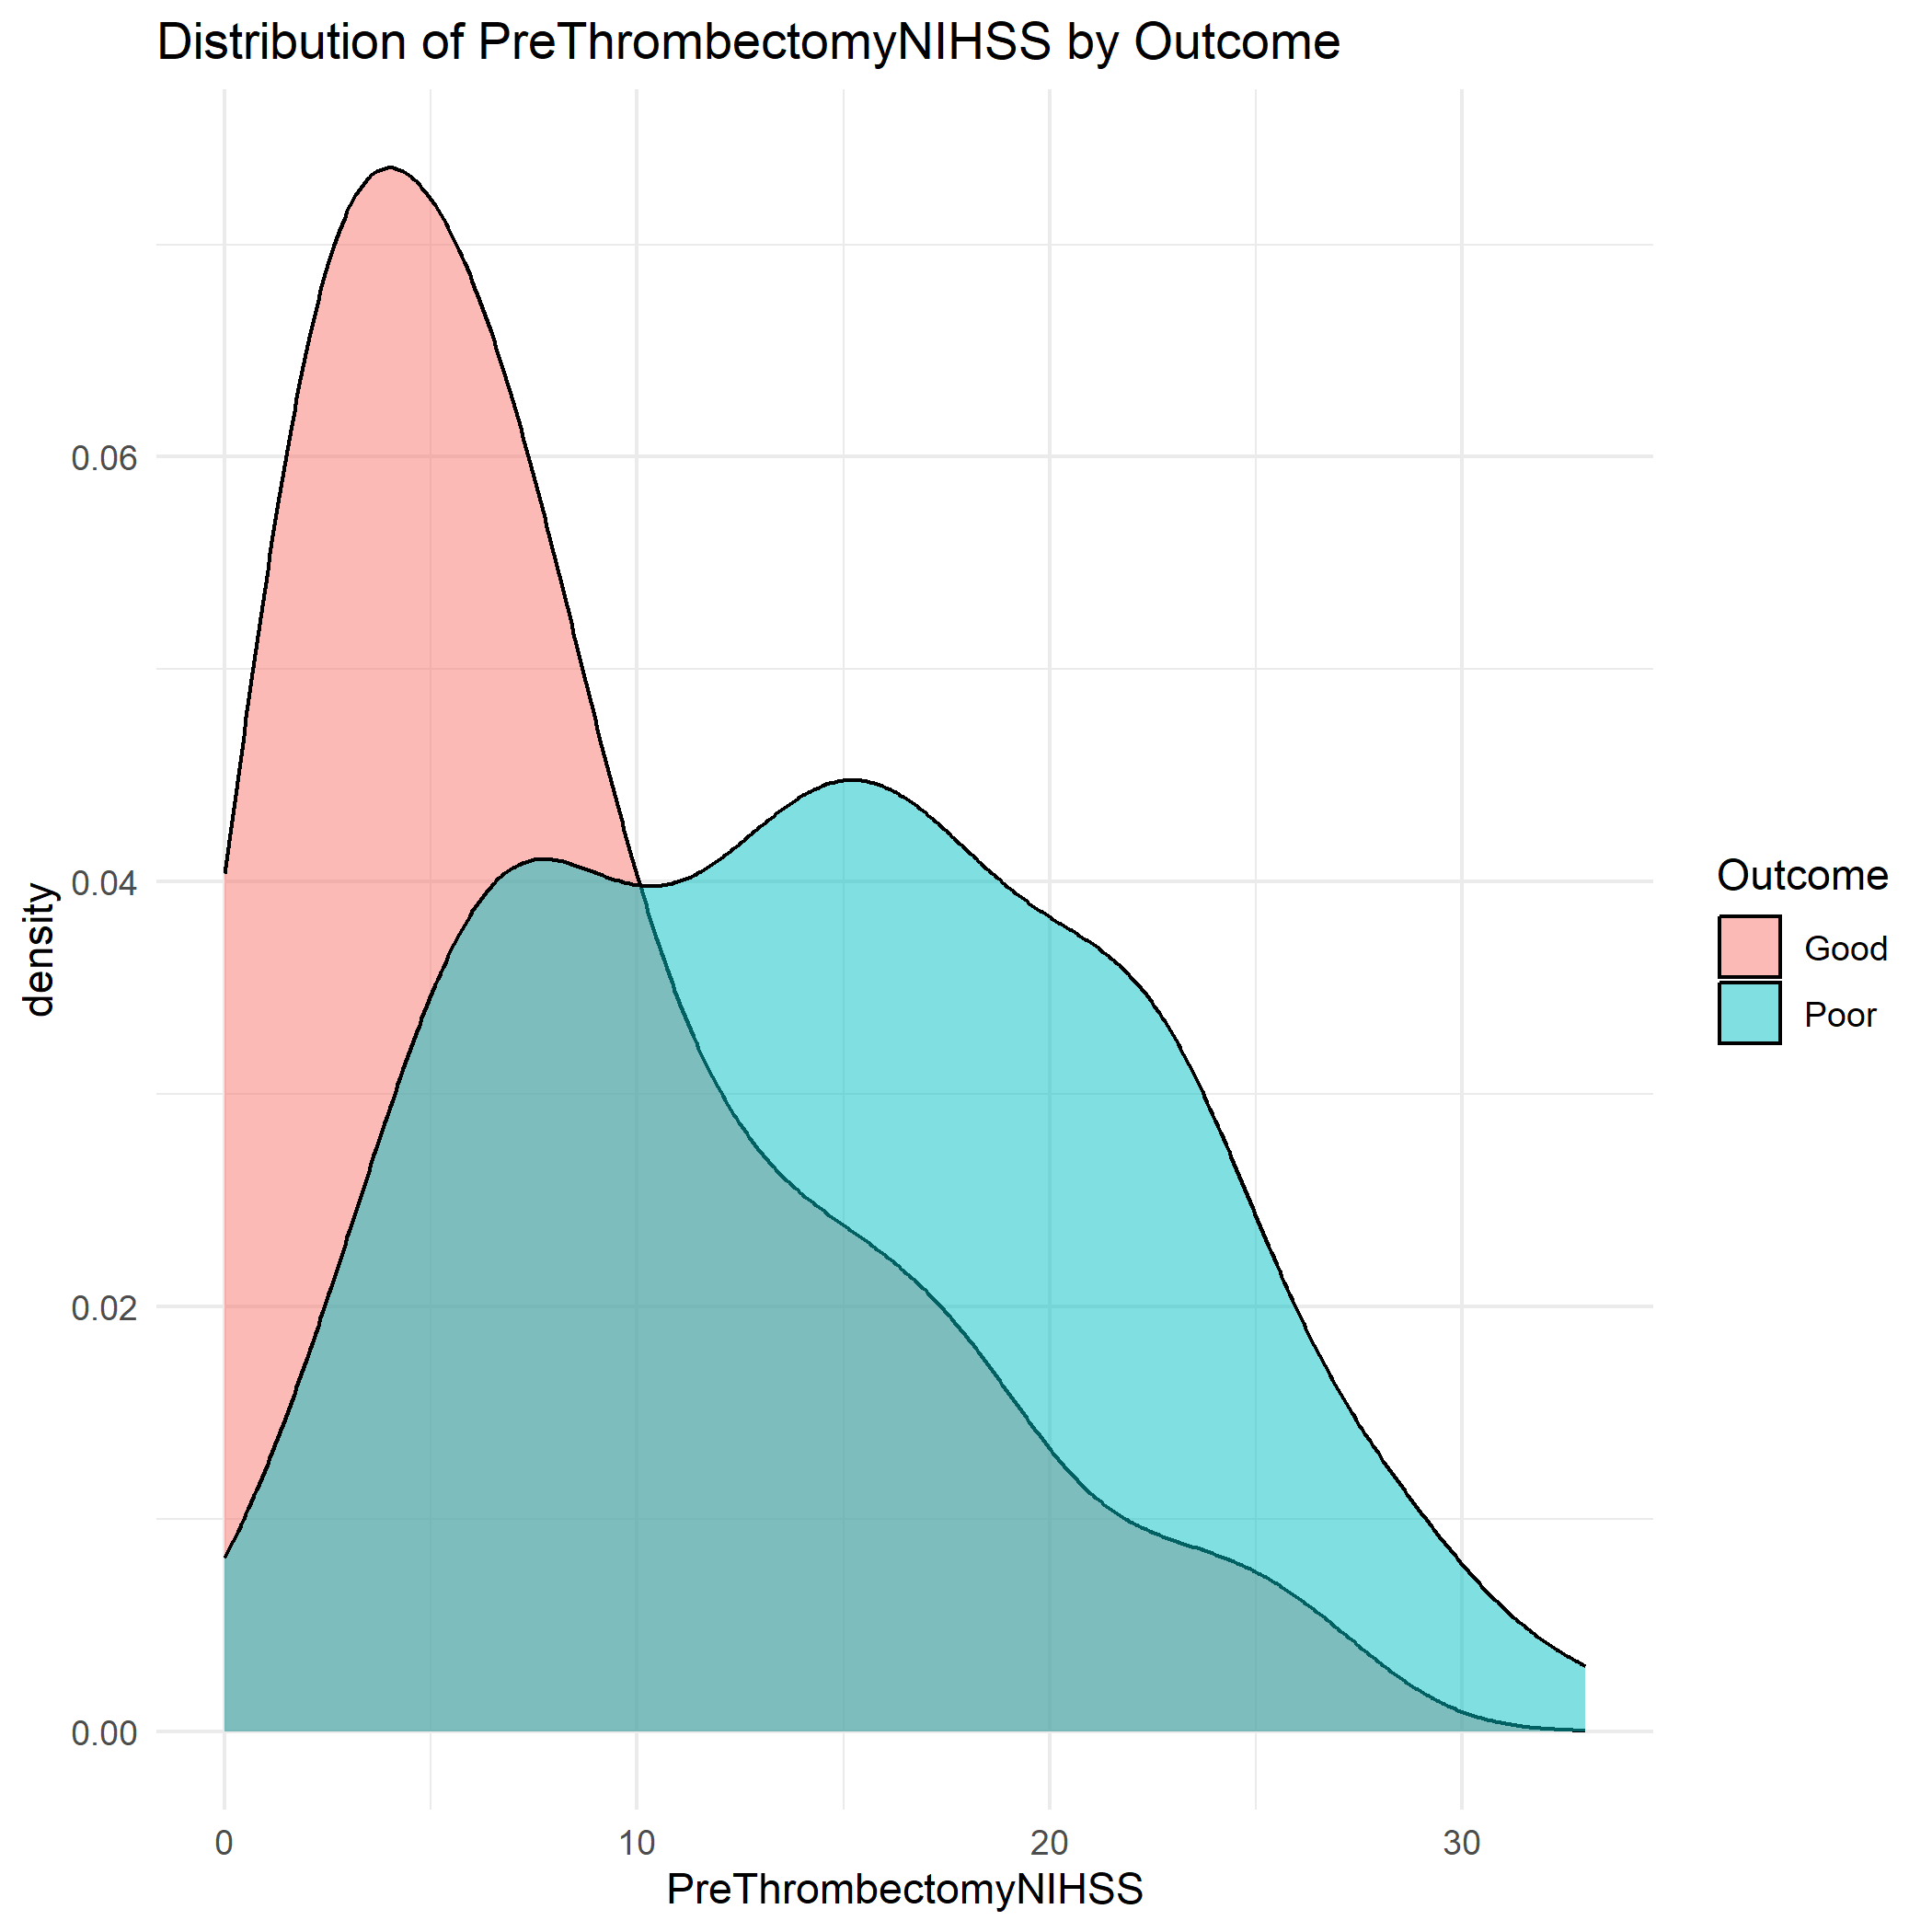 Distribution of PreThrombectomyNIHSS by Outcome
density
0.06
0.04
0.02
0.00
0
10
20
30
PreThrombectomyNIHSS
Outcome
Good
Poor